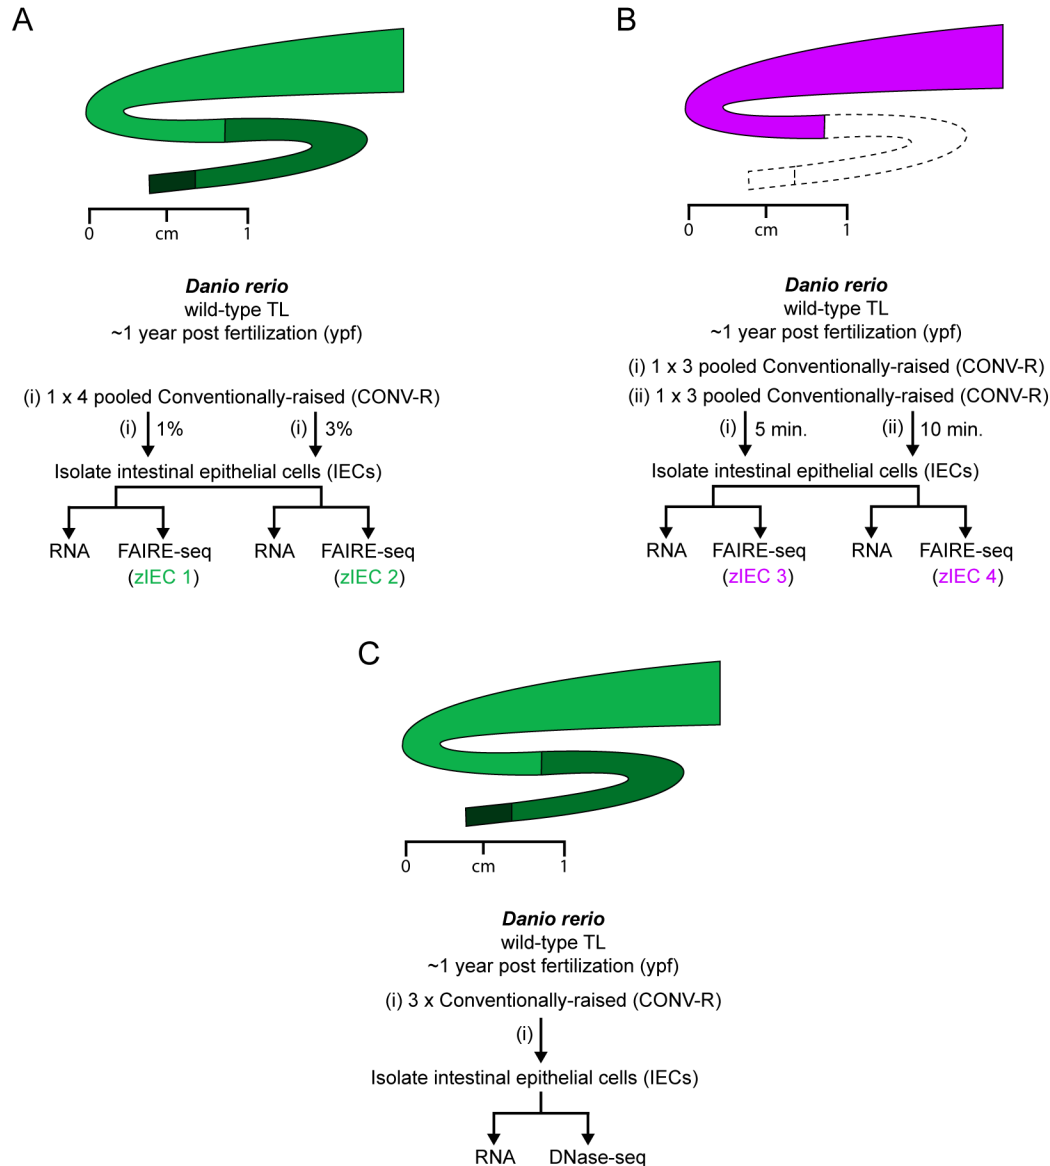 A
0 cm 1
Danio rerio
wild-type TL
~1 year post fertilization (ypf)
(i) 1 x 4 pooled Conventionally-raised (CONV-R)
(i) 1% (i) 3%
Isolate intestinal epithelial cells (IECs)
RNA FAIRE-seq RNA FAIRE-seq
(zIEC 1) (zIEC 2)
B
0 cm 1
Danio rerio
wild-type TL
~1 year post fertilization (ypf)
(i) 1 x 3 pooled Conventionally-raised (CONV-R)
(ii) 1 x 3 pooled Conventionally-raised (CONV-R)
(i) 5 min. (ii) 10 min.
Isolate intestinal epithelial cells (IECs)
RNA FAIRE-seq RNA FAIRE-seq
(zIEC 3) (zIEC 4)
C
0 cm 1
Danio rerio
wild-type TL
~1 year post fertilization (ypf)
(i) 3 x Conventionally-raised (CONV-R)
(i)
Isolate intestinal epithelial cells (IECs)
RNA DNase-seq